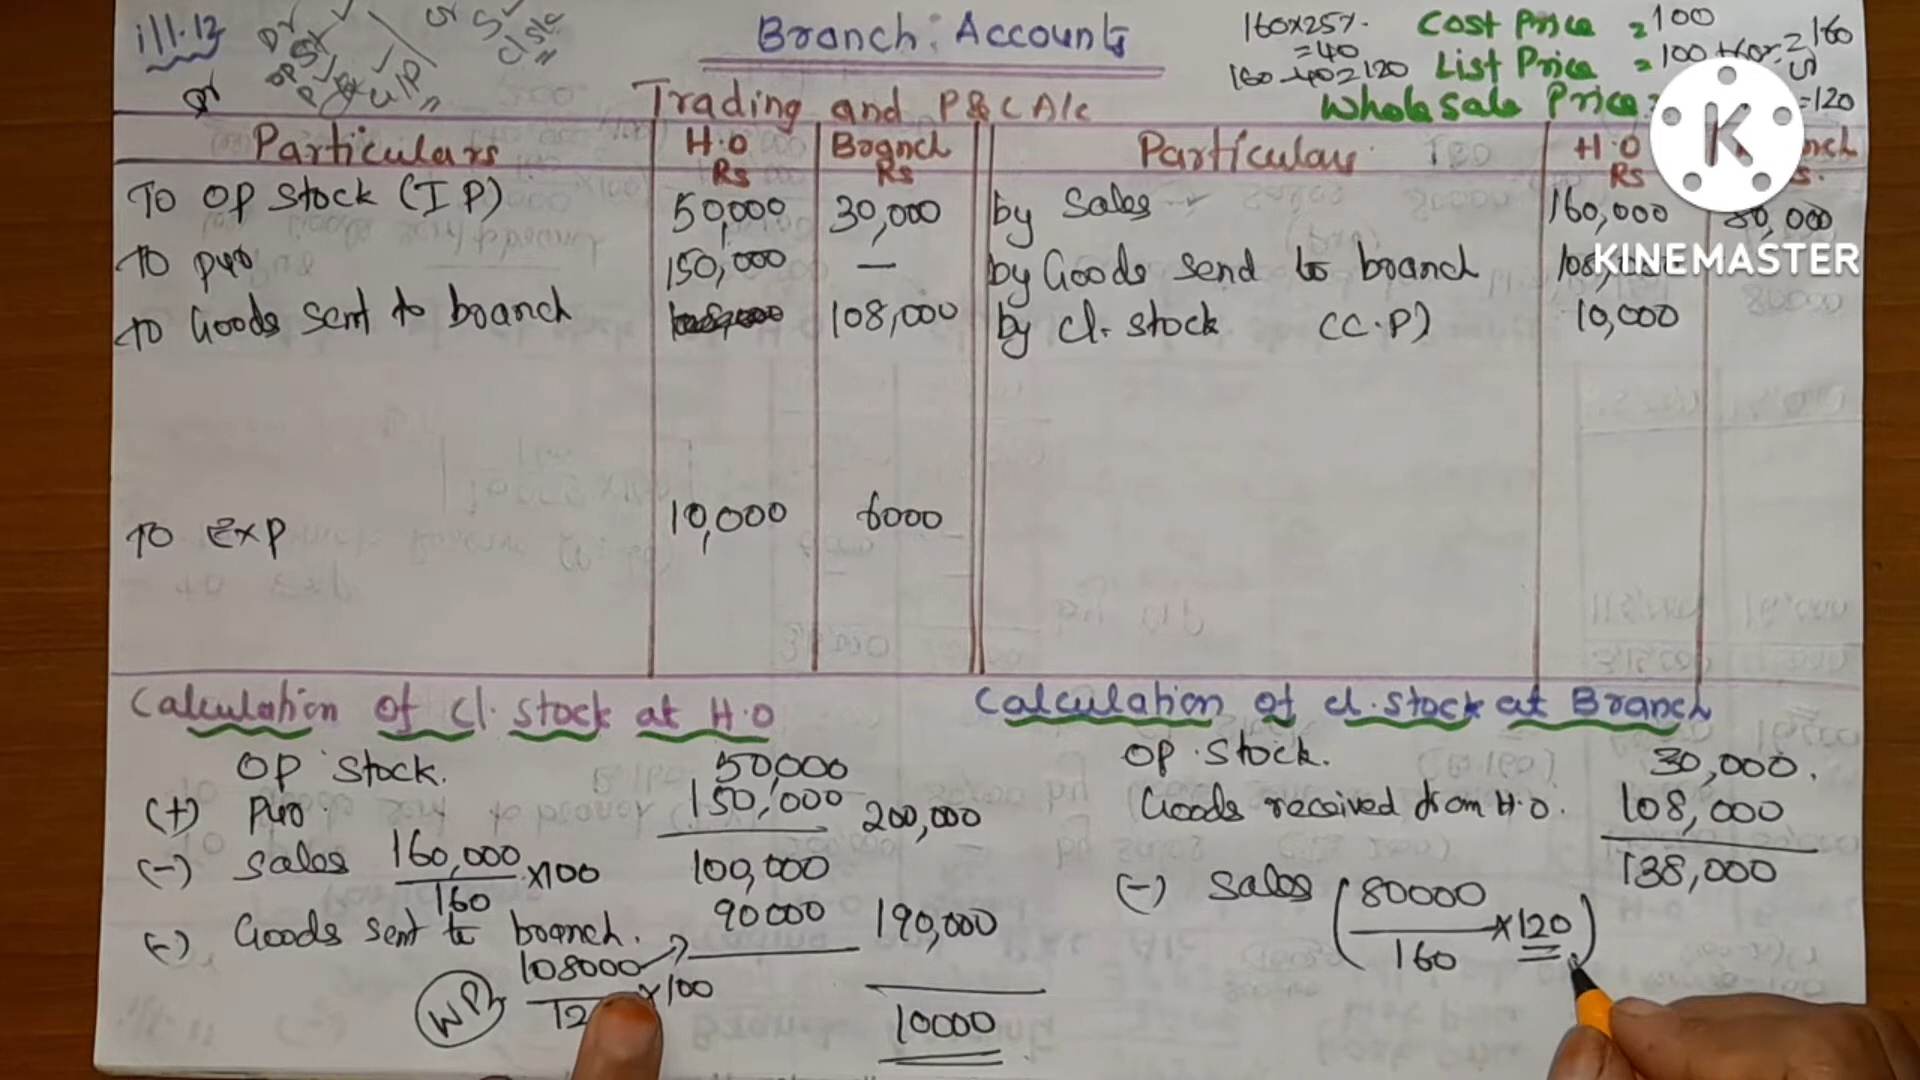 ill.13
Branch Accounts
160x25%.
=40
160-40=120
Cost Price = 100
List Price = 100 + 60% = 160
Wholesale Price =120
Dr
Trading and P&L A/c
Particulars H.O Rs Branch Rs Particulars H.O Rs
To OP Stock (IP) 50,000 30,000 by Sales 160,000 80,000
To pur 150,000 — by Goods send to branch
To Goods sent to branch 108,000 by Cl. stock (C.P) 10,000
To Exp 10,000 6000
KINEMASTER
Calculation of Cl. stock at H.O
OP stock. 50,000
(+) Pur 150,000 200,000
(-) Sales 160,000/160 x100 100,000
(-) Goods sent to branch. 90000 190,000
WP 108000 x100
10000
Calculation of cl. stock at Branch
OP. Stock. 30,000.
Goods received from H.O. 108,000
138,000
(-) Sales (80000/160 x 120)